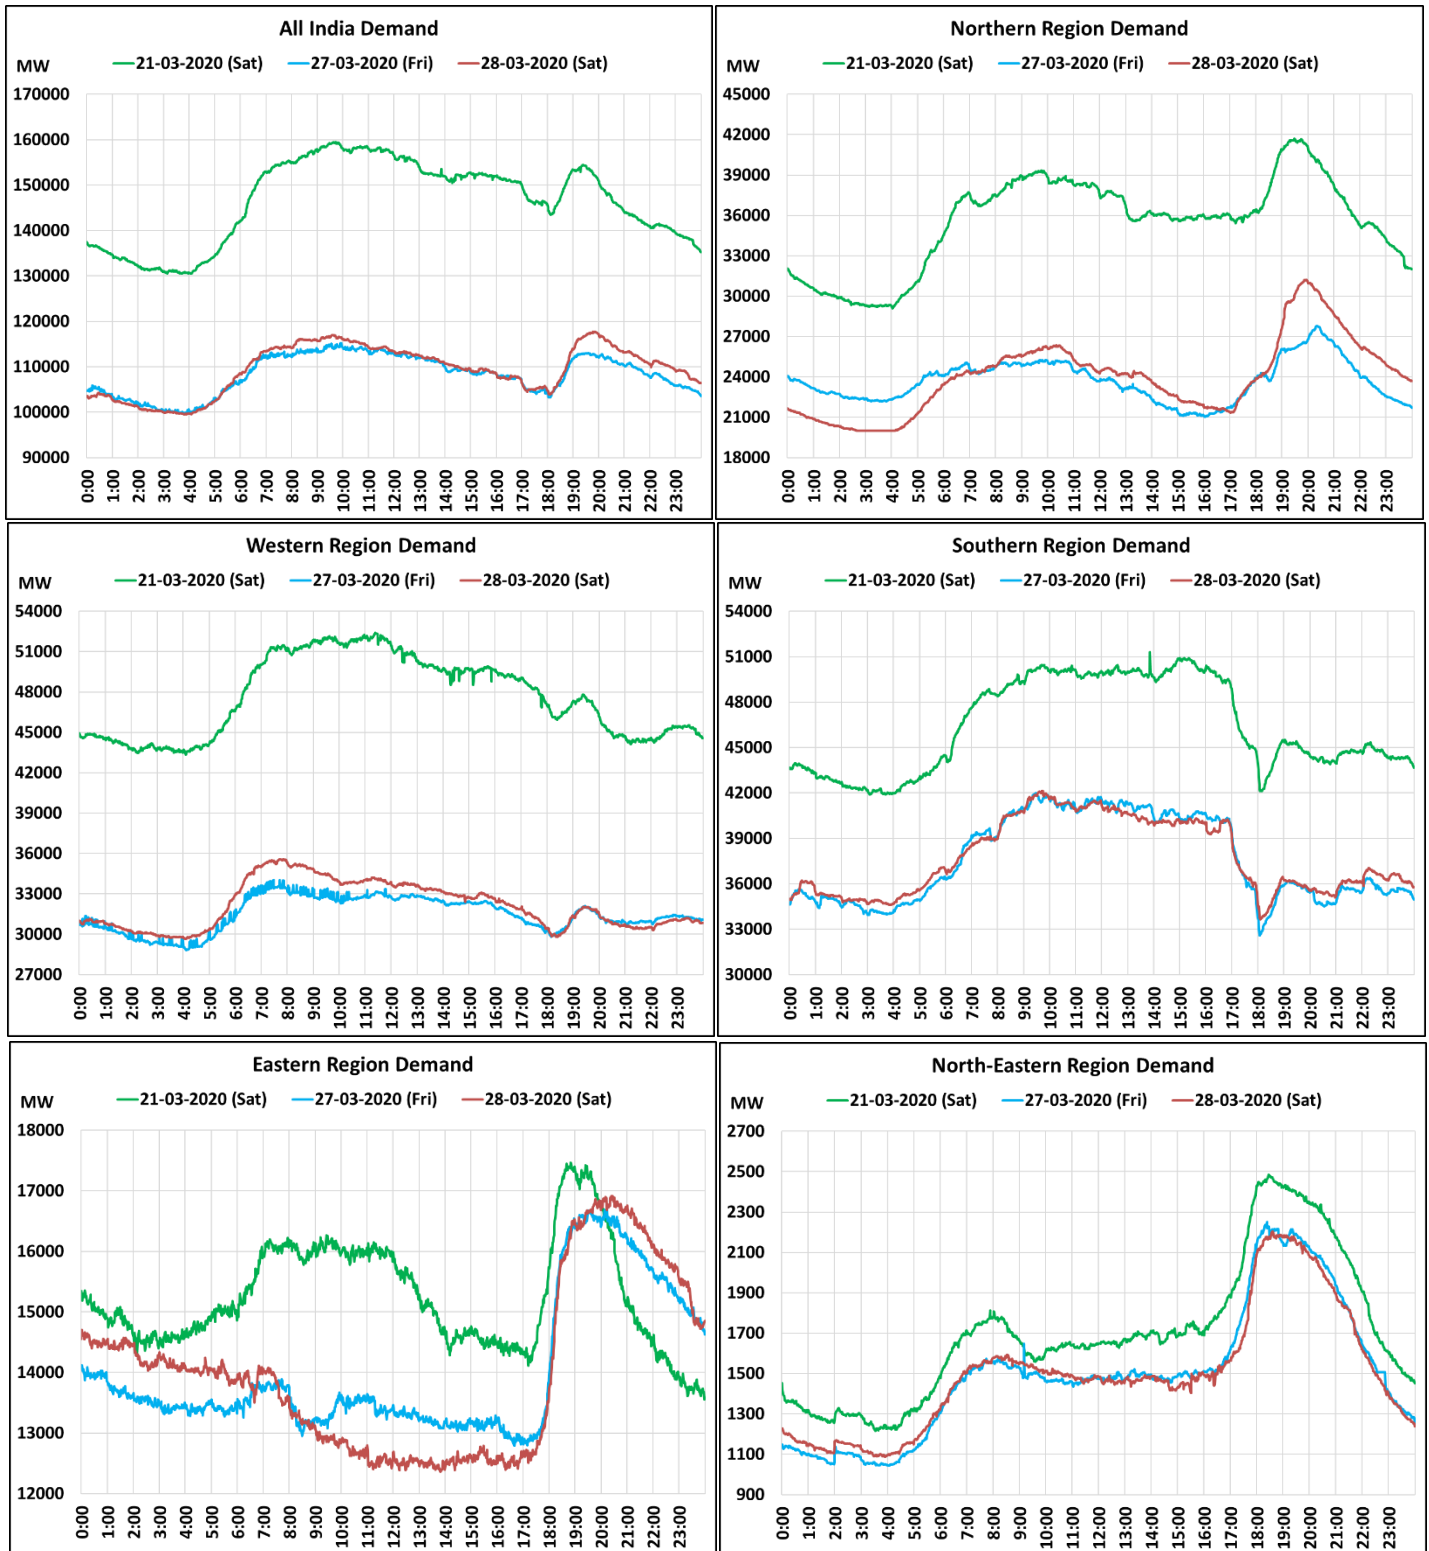 All India Demand
MW
21-03-2020 (Sat) 27-03-2020 (Fri) 28-03-2020 (Sat)
170000
160000
150000
140000
130000
120000
110000
100000
90000
0:00 1:00 2:00 3:00 4:00 5:00 6:00 7:00 8:00 9:00 10:00 11:00 12:00 13:00 14:00 15:00 16:00 17:00 18:00 19:00 20:00 21:00 22:00 23:00
Northern Region Demand
MW
21-03-2020 (Sat) 27-03-2020 (Fri) 28-03-2020 (Sat)
45000
42000
39000
36000
33000
30000
27000
24000
21000
18000
0:00 1:00 2:00 3:00 4:00 5:00 6:00 7:00 8:00 9:00 10:00 11:00 12:00 13:00 14:00 15:00 16:00 17:00 18:00 19:00 20:00 21:00 22:00 23:00
Western Region Demand
MW
21-03-2020 (Sat) 27-03-2020 (Fri) 28-03-2020 (Sat)
54000
51000
48000
45000
42000
39000
36000
33000
30000
27000
0:00 1:00 2:00 3:00 4:00 5:00 6:00 7:00 8:00 9:00 10:00 11:00 12:00 13:00 14:00 15:00 16:00 17:00 18:00 19:00 20:00 21:00 22:00 23:00
Southern Region Demand
MW
21-03-2020 (Sat) 27-03-2020 (Fri) 28-03-2020 (Sat)
54000
51000
48000
45000
42000
39000
36000
33000
30000
0:00 1:00 2:00 3:00 4:00 5:00 6:00 7:00 8:00 9:00 10:00 11:00 12:00 13:00 14:00 15:00 16:00 17:00 18:00 19:00 20:00 21:00 22:00 23:00
Eastern Region Demand
MW
21-03-2020 (Sat) 27-03-2020 (Fri) 28-03-2020 (Sat)
18000
17000
16000
15000
14000
13000
12000
0:00 1:00 2:00 3:00 4:00 5:00 6:00 7:00 8:00 9:00 10:00 11:00 12:00 13:00 14:00 15:00 16:00 17:00 18:00 19:00 20:00 21:00 22:00 23:00
North-Eastern Region Demand
MW
21-03-2020 (Sat) 27-03-2020 (Fri) 28-03-2020 (Sat)
2700
2500
2300
2100
1900
1700
1500
1300
1100
900
0:00 1:00 2:00 3:00 4:00 5:00 6:00 7:00 8:00 9:00 10:00 11:00 12:00 13:00 14:00 15:00 16:00 17:00 18:00 19:00 20:00 21:00 22:00 23:00